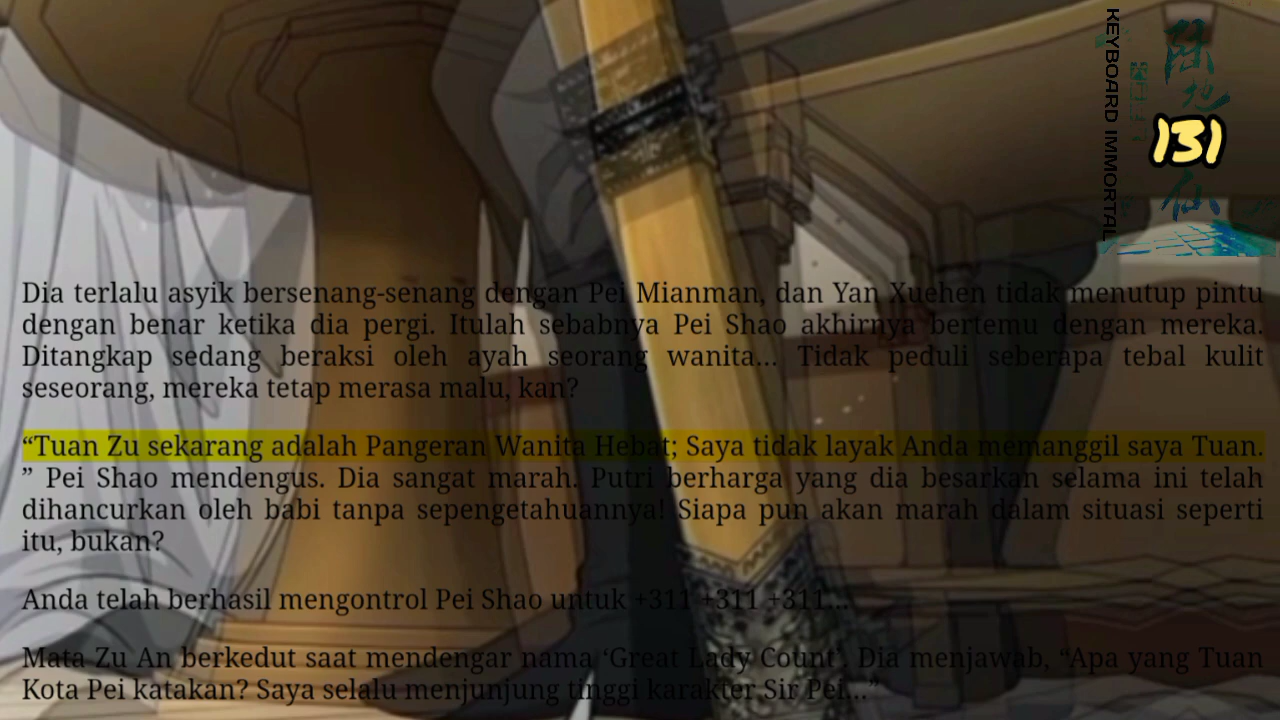 KEYBOARD IMMORTAL
陆地
131
仙
Dia terlalu asyik bersenang-senang dengan Pei Mianman, dan Yan Xuehen tidak menutup pintu
dengan benar ketika dia pergi. Itulah sebabnya Pei Shao akhirnya bertemu dengan mereka.
Ditangkap sedang beraksi oleh ayah seorang wanita... Tidak peduli seberapa tebal kulit
seseorang, mereka tetap merasa malu, kan?
“Tuan Zu sekarang adalah Pangeran Wanita Hebat; Saya tidak layak Anda memanggil saya Tuan.
” Pei Shao mendengus. Dia sangat marah. Putri berharga yang dia besarkan selama ini telah
dihancurkan oleh babi tanpa sepengetahuannya! Siapa pun akan marah dalam situasi seperti
itu, bukan?
Anda telah berhasil mengontrol Pei Shao untuk +311 +311 +311...
Mata Zu An berkedut saat mendengar nama ‘Great Lady Count’. Dia menjawab, “Apa yang Tuan
Kota Pei katakan? Saya selalu menjunjung tinggi karakter Sir Pei...”